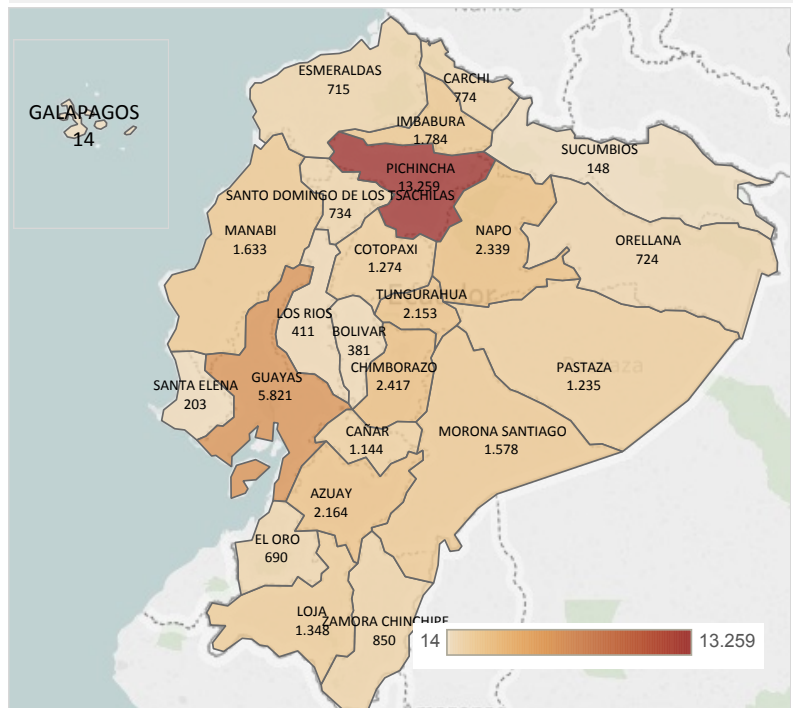 ESMERALDAS
715
CARCHI
774
GALAPAGOS
14
IMBABURA
1.784
SUCUMBIOS
148
PICHINCHA
13.259
SANTO DOMINGO DE LOS TSACHILAS
734
MANABI
1.633
NAPO
2.339
ORELLANA
724
COTOPAXI
1.274
TUNGURAHUA
2.153
LOS RIOS
411
BOLIVAR
381
CHIMBORAZO
2.417
PASTAZA
1.235
SANTA ELENA
203
GUAYAS
5.821
CAÑAR
1.144
MORONA SANTIAGO
1.578
AZUAY
2.164
EL ORO
690
LOJA
1.348
ZAMORA CHINCHIPE
850
14
13.259